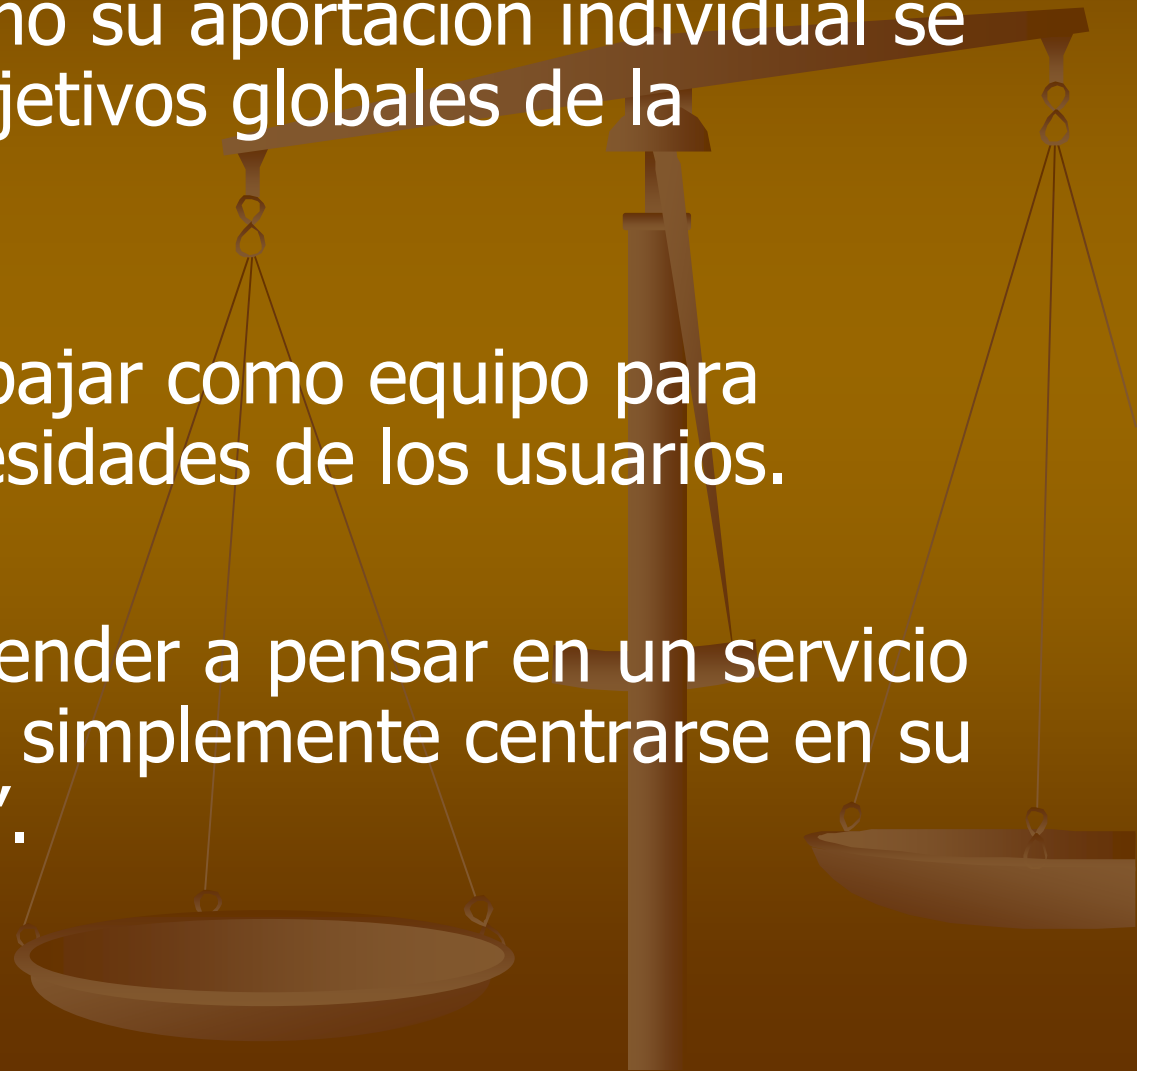 no su aportación individual se
jetivos globales de la
bajar como equipo para
esidades de los usuarios.
ender a pensar en un servicio
simplemente centrarse en su
”.